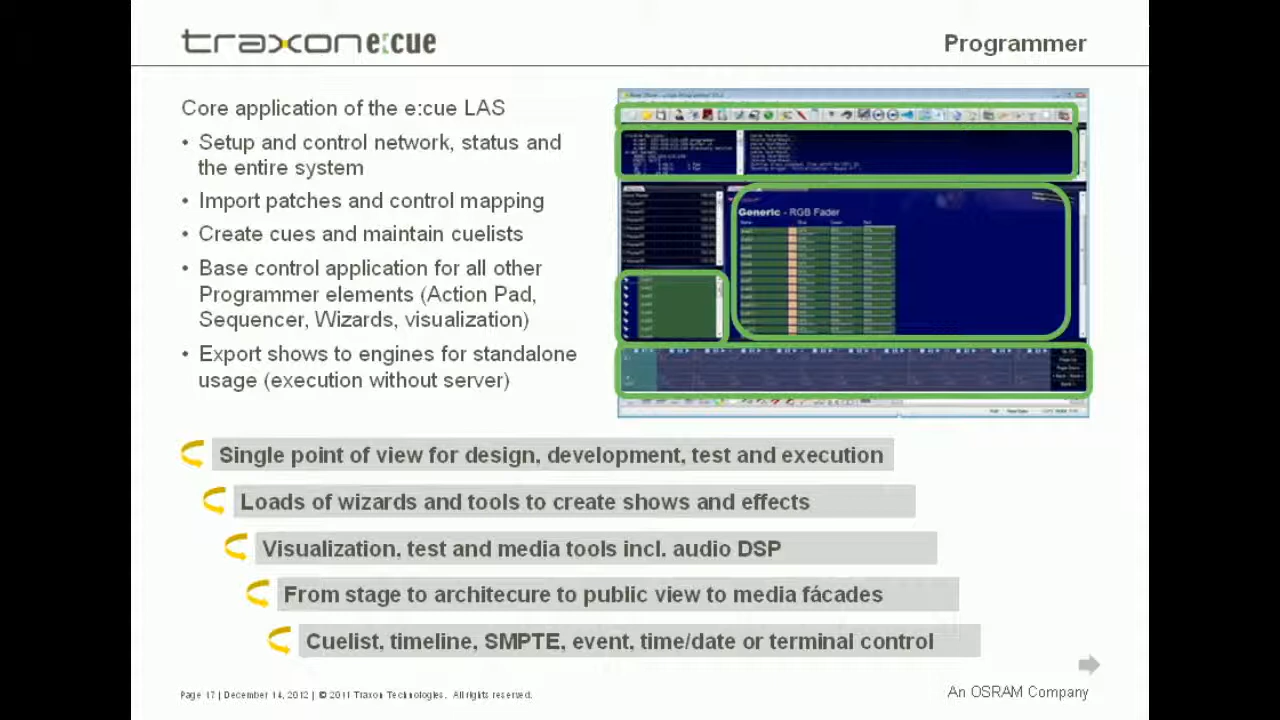 traxon e:cue
Programmer
Core application of the e:cue LAS
• Setup and control network, status and
the entire system
• Import patches and control mapping
• Create cues and maintain cuelists
• Base control application for all other
Programmer elements (Action Pad,
Sequencer, Wizards, visualization)
• Export shows to engines for standalone
usage (execution without server)
Generic - RGB Fader
Single point of view for design, development, test and execution
Loads of wizards and tools to create shows and effects
Visualization, test and media tools incl. audio DSP
From stage to architecure to public view to media fácades
Cuelist, timeline, SMPTE, event, time/date or terminal control
Page 17 | December 14, 2012 | © 2011 Traxon Technologies. All rights reserved.
An OSRAM Company